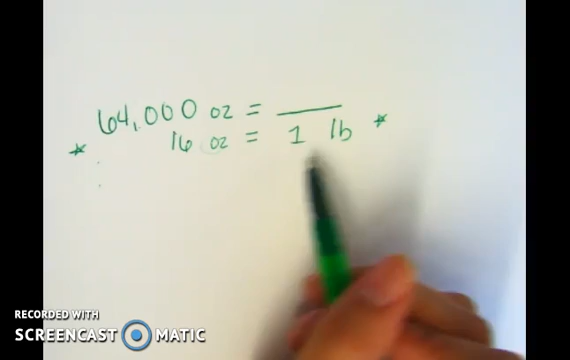 64,000 oz = ____
* 16 oz = 1 lb *
RECORDED WITH
SCREENCAST MATIC